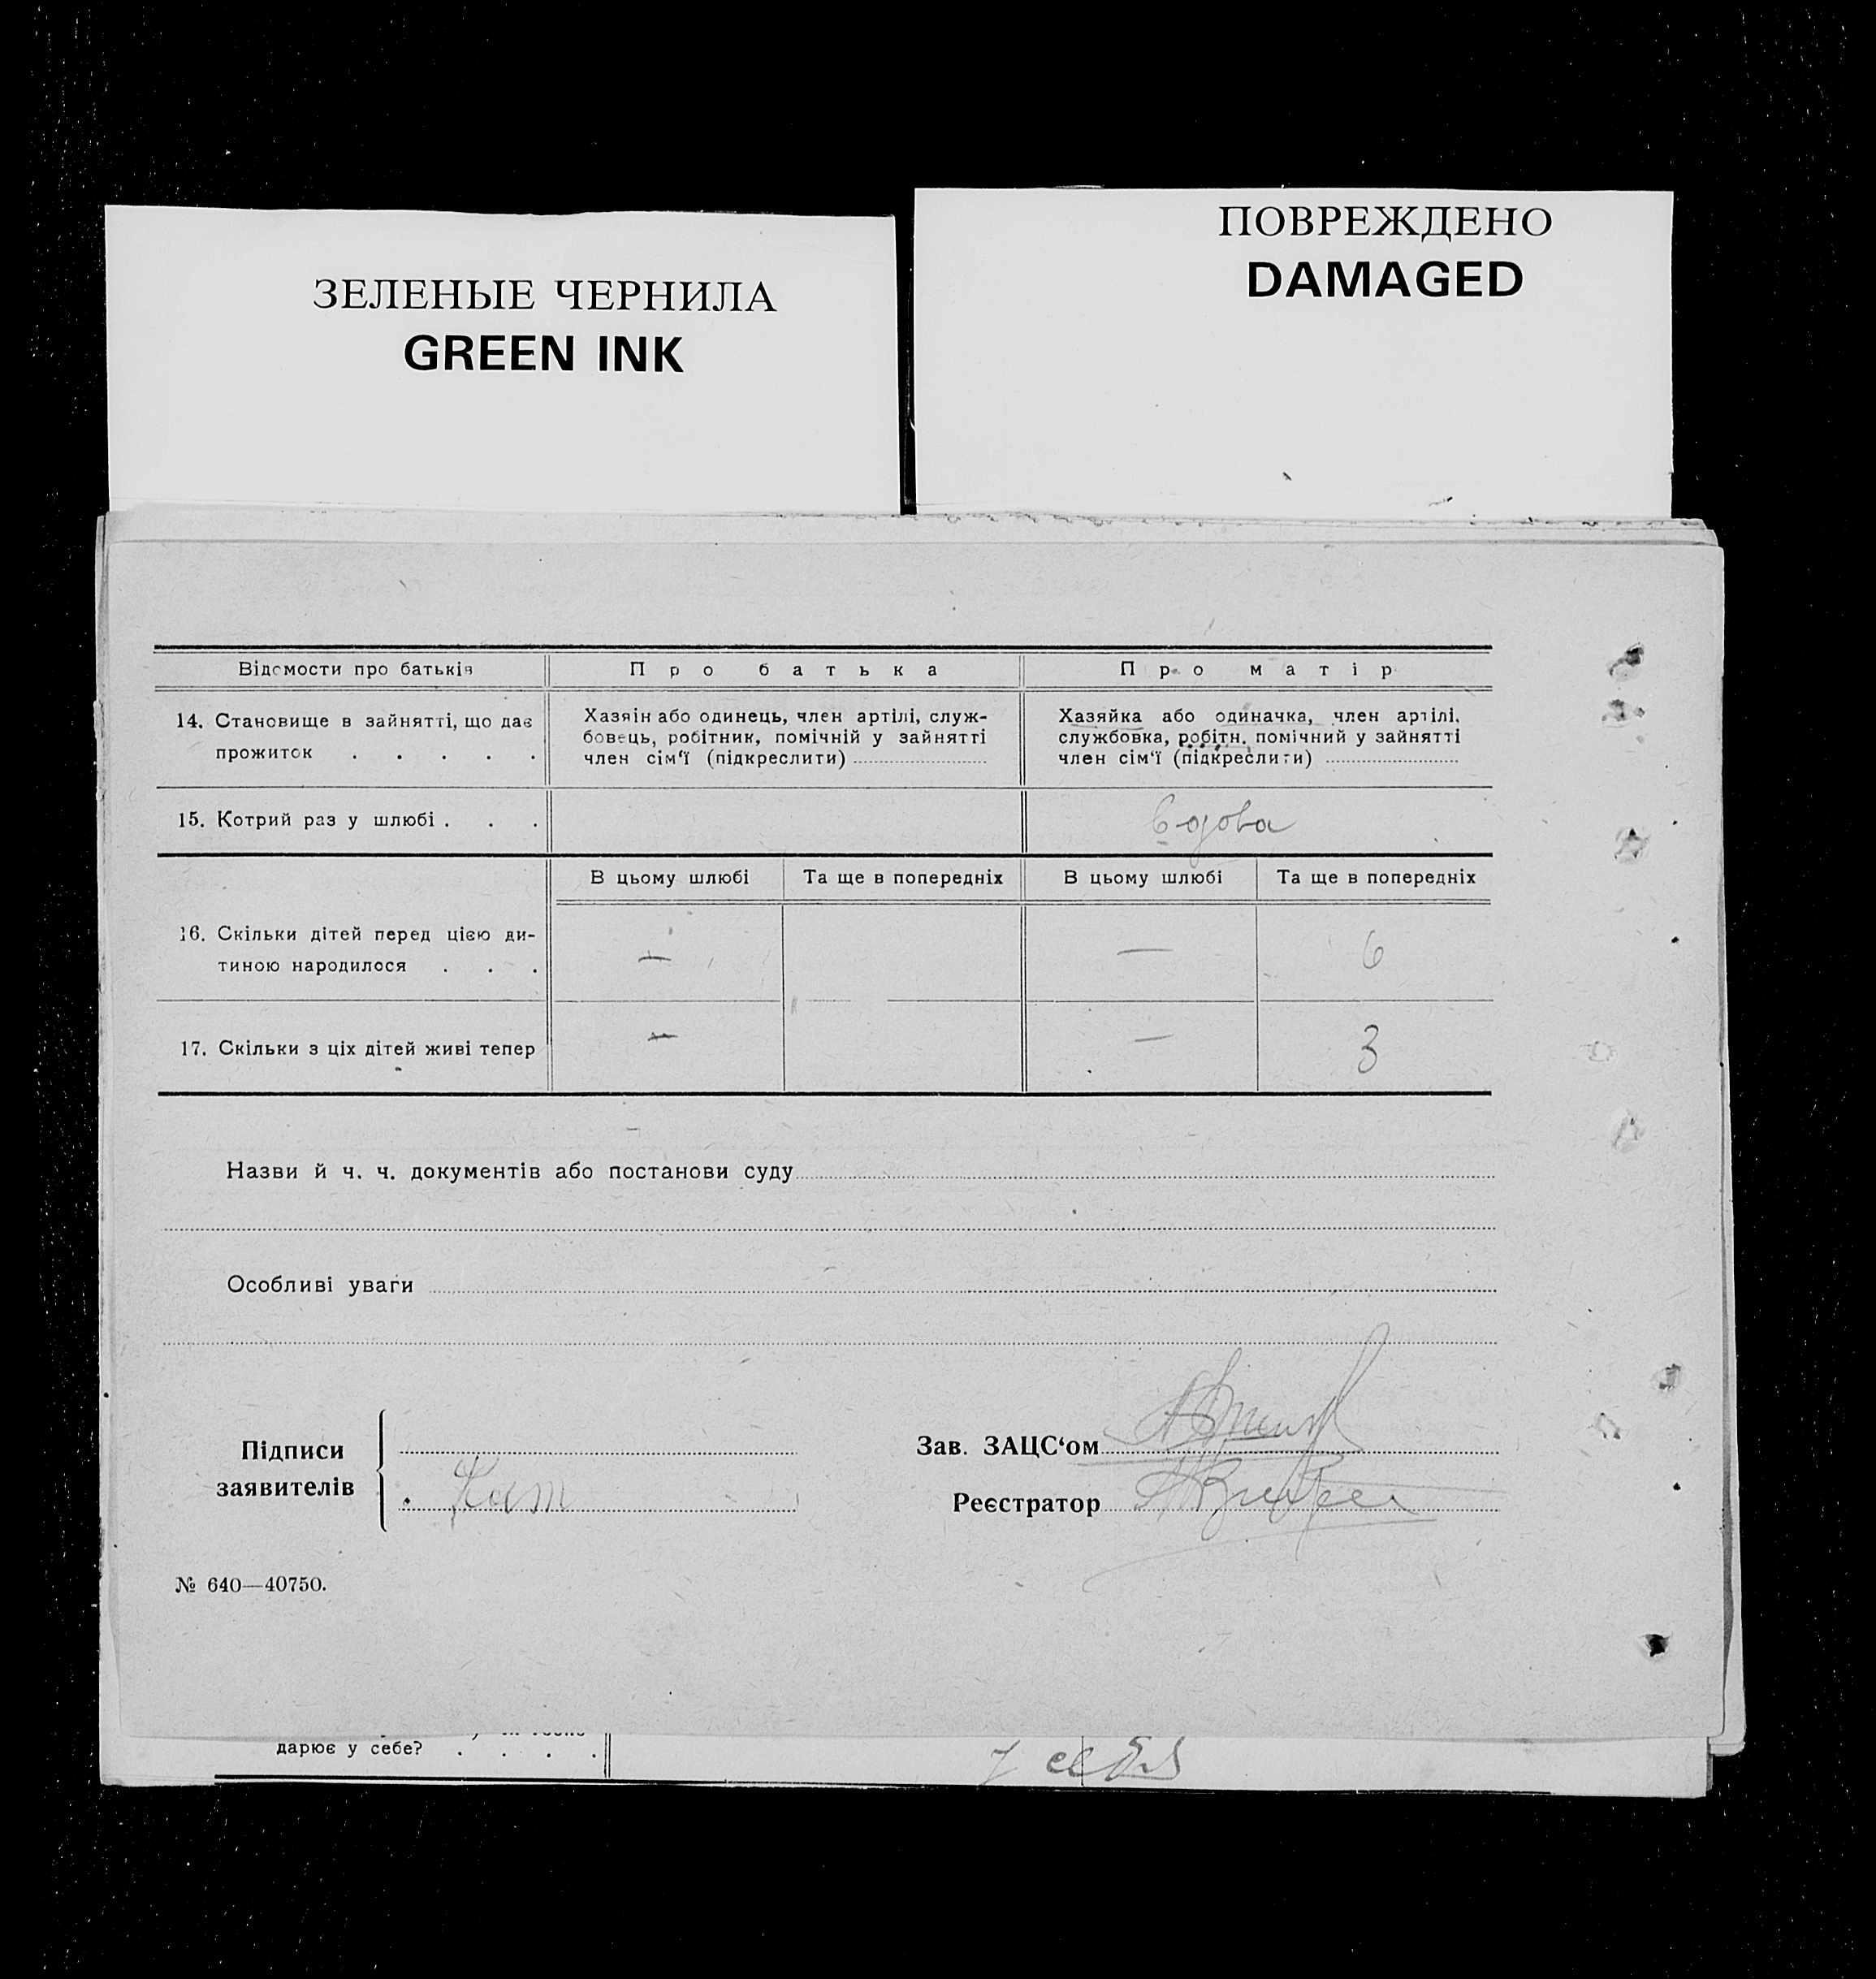 ЗЕЛЕНЫЕ ЧЕРНИЛА
GREEN INK
ПОВРЕЖДЕНО
DAMAGED
Відомости про батьків Про батька Про матір
14. Становище в зайнятті, що дає
прожиток . . . . .
Хазяін або одинець, член артілі, служ-
бовець, робітник, помічній у зайнятті
член сім‘ї (підкреслити)
Хазяйка або одиначка, член артілі,
службовка, робітн. помічний у зайнятті
член сім‘ї (підкреслити)
15. Котрий раз у шлюбі . . . вдова
В цьому шлюбі Та ще в попередніх В цьому шлюбі Та ще в попередніх
16. Скільки дітей перед цією ди-
тиною народилося . . . — — 6
17. Скільки з ціх дітей живі тепер — — 3
Назви й ч. ч. документів або постанови суду
Особливі уваги
Підписи
заявителів
Зав. ЗАЦС‘ом
Реєстратор
№ 640—40750.
дарює у себе? . . . . у себе